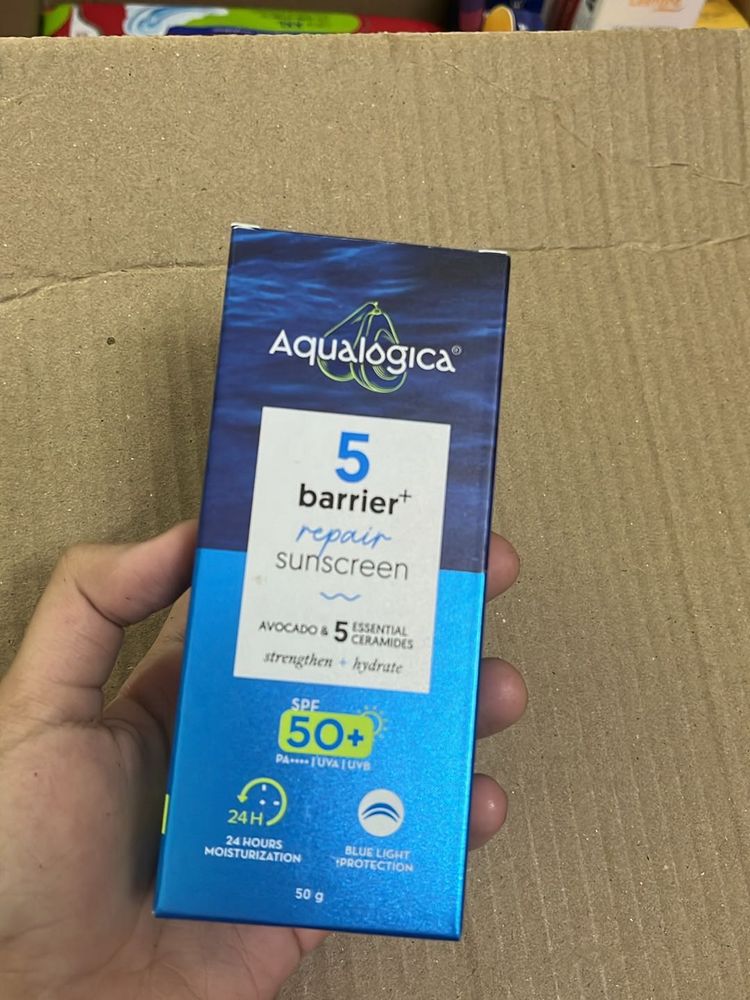 Aqualogica®
5
barrier+
repair
sunscreen
AVOCADO & 5 ESSENTIAL CERAMIDES
strengthen + hydrate
SPF
50+
PA++++ | UVA | UVB
24H
24 HOURS
MOISTURIZATION
BLUE LIGHT
†PROTECTION
50 g